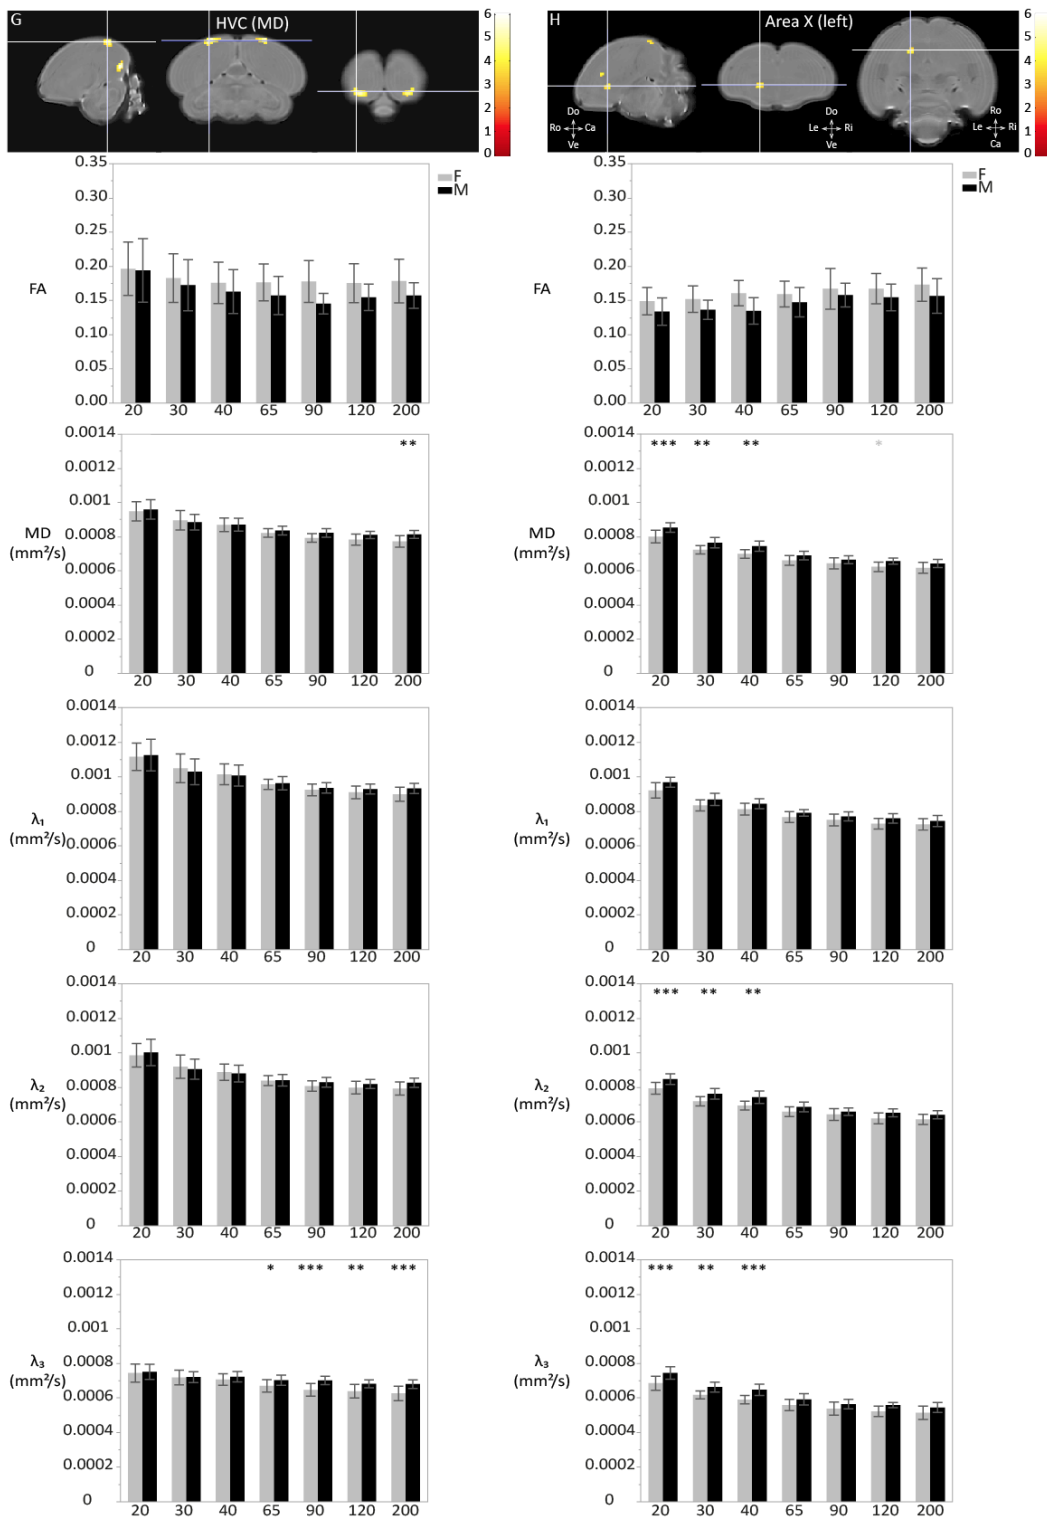 G
HVC (MD)
6
5
4
3
2
1
0
F
M
FA
0.35
0.30
0.25
0.20
0.15
0.10
0.05
0.00
20 30 40 65 90 120 200
MD
(mm²/s)
**
0.0014
0.0012
0.001
0.0008
0.0006
0.0004
0.0002
0
20 30 40 65 90 120 200
λ₁
(mm²/s)
0.0014
0.0012
0.001
0.0008
0.0006
0.0004
0.0002
0
20 30 40 65 90 120 200
λ₂
(mm²/s)
0.0014
0.0012
0.001
0.0008
0.0006
0.0004
0.0002
0
20 30 40 65 90 120 200
λ₃
(mm²/s)
* *** ** ***
0.0014
0.0012
0.001
0.0008
0.0006
0.0004
0.0002
0
20 30 40 65 90 120 200
H
Area X (left)
Do
Ro Ca
Ve
Do
Le Ri
Ve
Ro
Le Ri
Ca
6
5
4
3
2
1
0
F
M
FA
0.35
0.30
0.25
0.20
0.15
0.10
0.05
0.00
20 30 40 65 90 120 200
MD
(mm²/s)
*** ** ** *
0.0014
0.0012
0.001
0.0008
0.0006
0.0004
0.0002
0
20 30 40 65 90 120 200
λ₁
(mm²/s)
0.0014
0.0012
0.001
0.0008
0.0006
0.0004
0.0002
0
20 30 40 65 90 120 200
λ₂
(mm²/s)
*** ** **
0.0014
0.0012
0.001
0.0008
0.0006
0.0004
0.0002
0
20 30 40 65 90 120 200
λ₃
(mm²/s)
*** ** ***
0.0014
0.0012
0.001
0.0008
0.0006
0.0004
0.0002
0
20 30 40 65 90 120 200